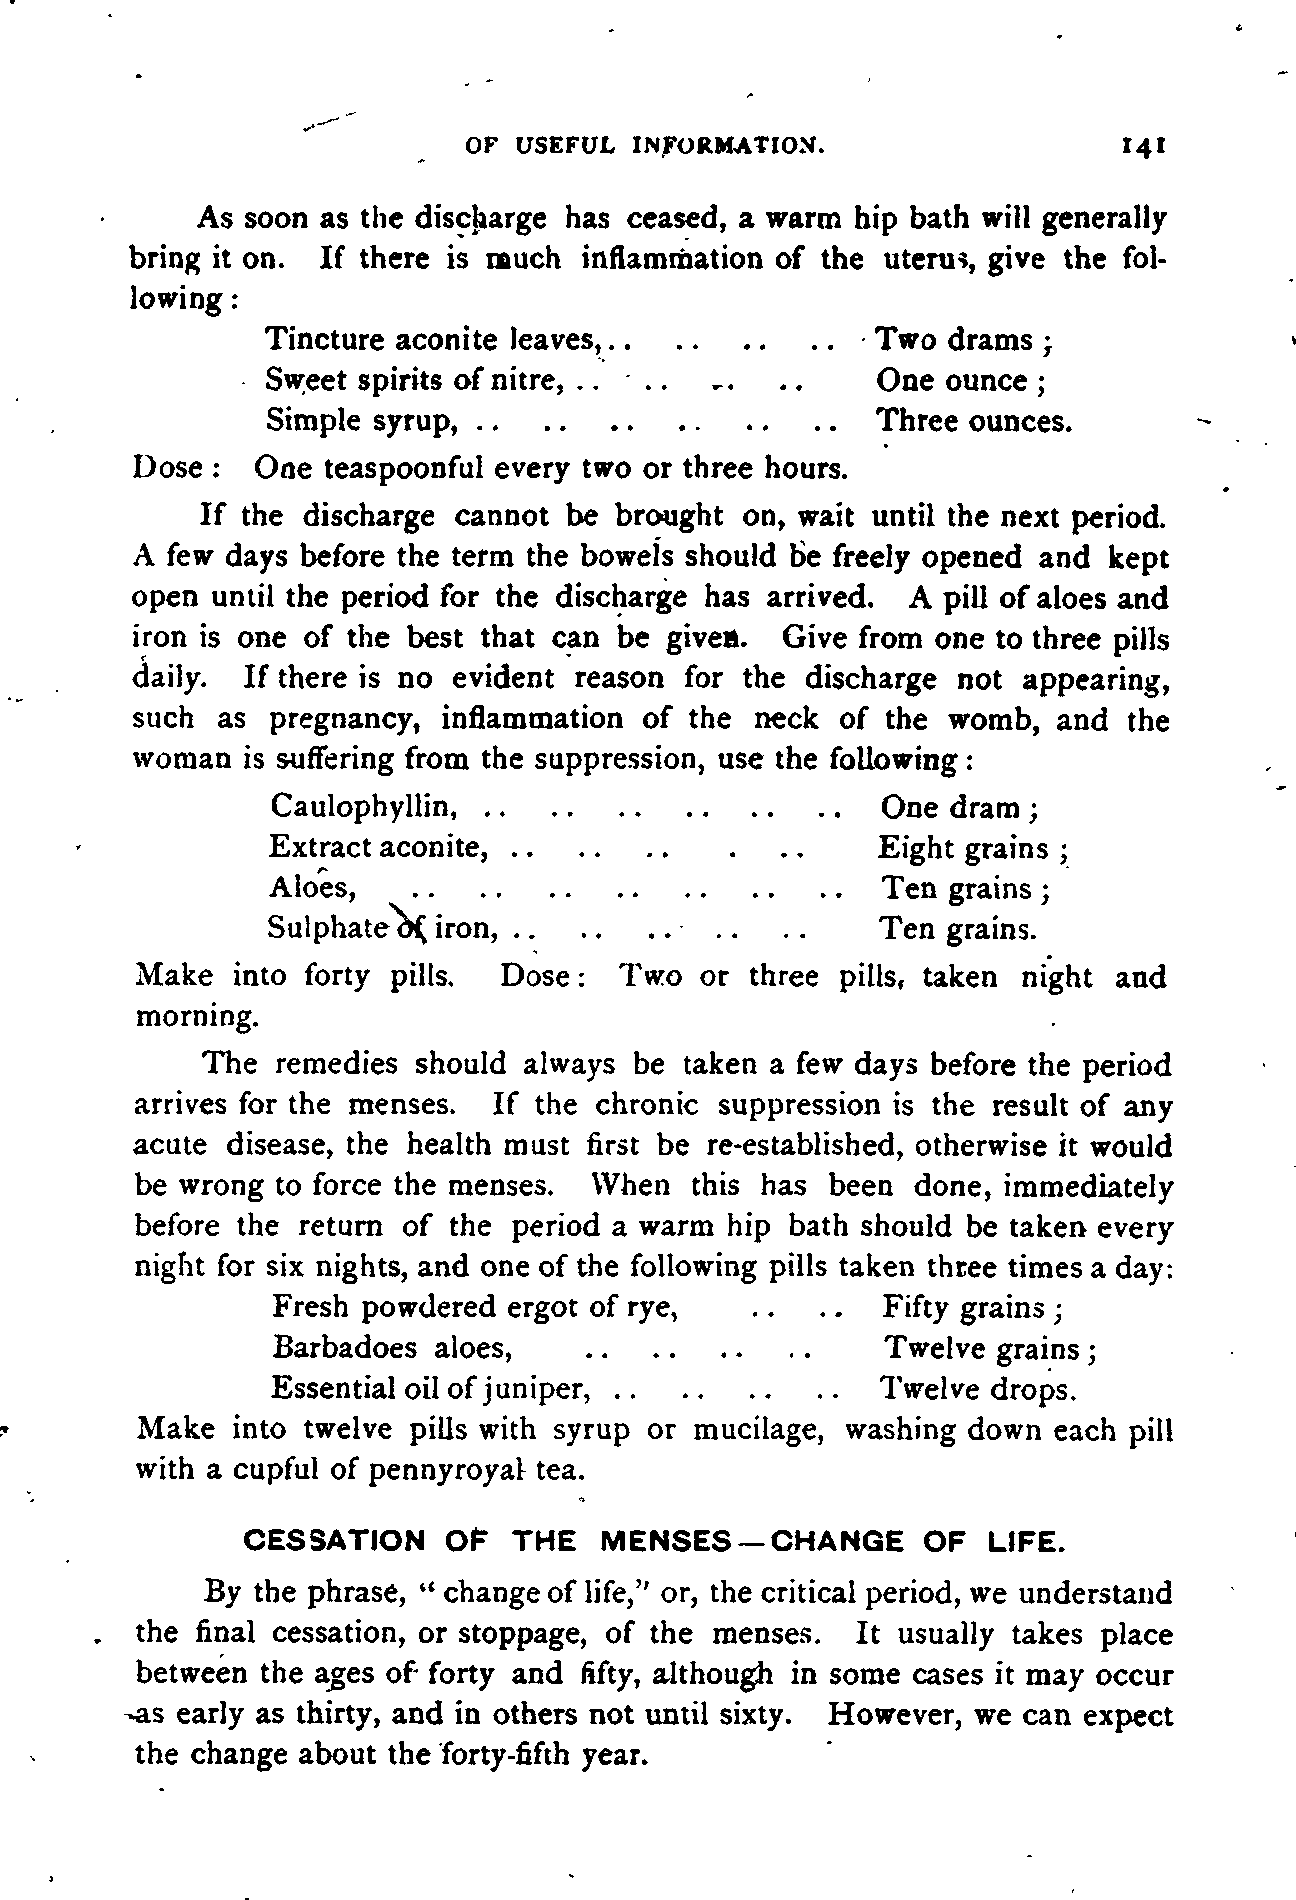 OF USEFUL INFORMATION. 141
As soon as the discharge has ceased, a warm hip bath will generally
bring it on. If there is much inflammation of the uterus, give the fol-
lowing :
Tincture aconite leaves, .. .. .. .. Two drams ;
Sweet spirits of nitre, .. .. .. .. One ounce ;
Simple syrup, .. .. .. .. .. .. Three ounces.
Dose : One teaspoonful every two or three hours.
If the discharge cannot be brought on, wait until the next period.
A few days before the term the bowels should be freely opened and kept
open until the period for the discharge has arrived. A pill of aloes and
iron is one of the best that can be given. Give from one to three pills
daily. If there is no evident reason for the discharge not appearing,
such as pregnancy, inflammation of the neck of the womb, and the
woman is suffering from the suppression, use the following :
Caulophyllin, .. .. .. .. .. .. One dram ;
Extract aconite, .. .. .. . .. Eight grains ;
Aloes, .. .. .. .. .. .. .. Ten grains ;
Sulphate of iron, .. .. .. .. .. Ten grains.
Make into forty pills. Dose : Two or three pills, taken night and
morning.
The remedies should always be taken a few days before the period
arrives for the menses. If the chronic suppression is the result of any
acute disease, the health must first be re-established, otherwise it would
be wrong to force the menses. When this has been done, immediately
before the return of the period a warm hip bath should be taken every
night for six nights, and one of the following pills taken three times a day:
Fresh powdered ergot of rye, .. .. Fifty grains ;
Barbadoes aloes, .. .. .. .. Twelve grains ;
Essential oil of juniper, .. .. .. .. Twelve drops.
Make into twelve pills with syrup or mucilage, washing down each pill
with a cupful of pennyroyal tea.
CESSATION OF THE MENSES—CHANGE OF LIFE.
By the phrase, "change of life," or, the critical period, we understand
the final cessation, or stoppage, of the menses. It usually takes place
between the ages of forty and fifty, although in some cases it may occur
as early as thirty, and in others not until sixty. However, we can expect
the change about the forty-fifth year.